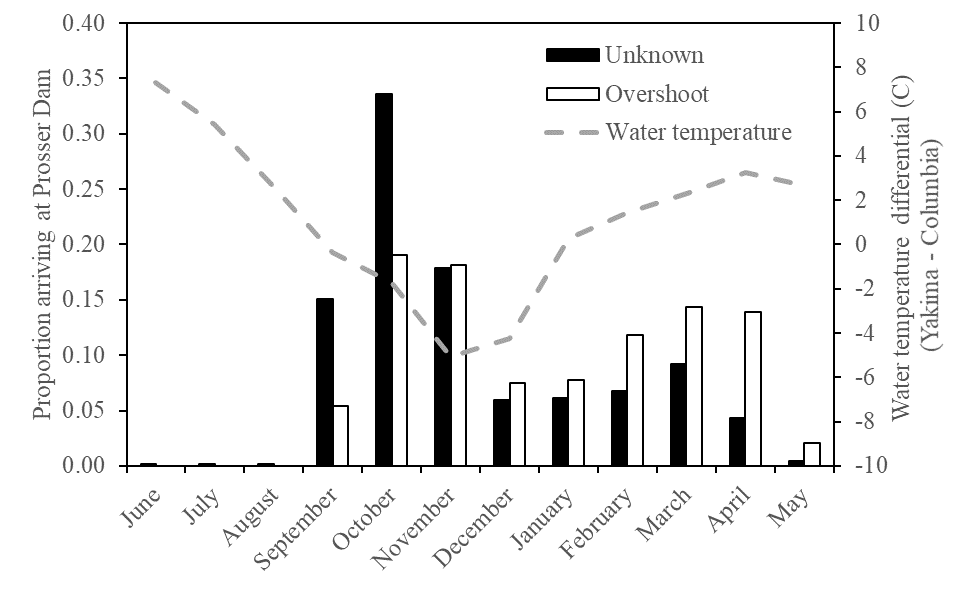 Proportion arriving at Prosser Dam
0.40
0.35
0.30
0.25
0.20
0.15
0.10
0.05
0.00
Unknown
Overshoot
Water temperature
10
8
6
4
2
0
-2
-4
-6
-8
-10
Water temperature differential (C)
(Yakima - Columbia)
June
July
August
September
October
November
December
January
February
March
April
May